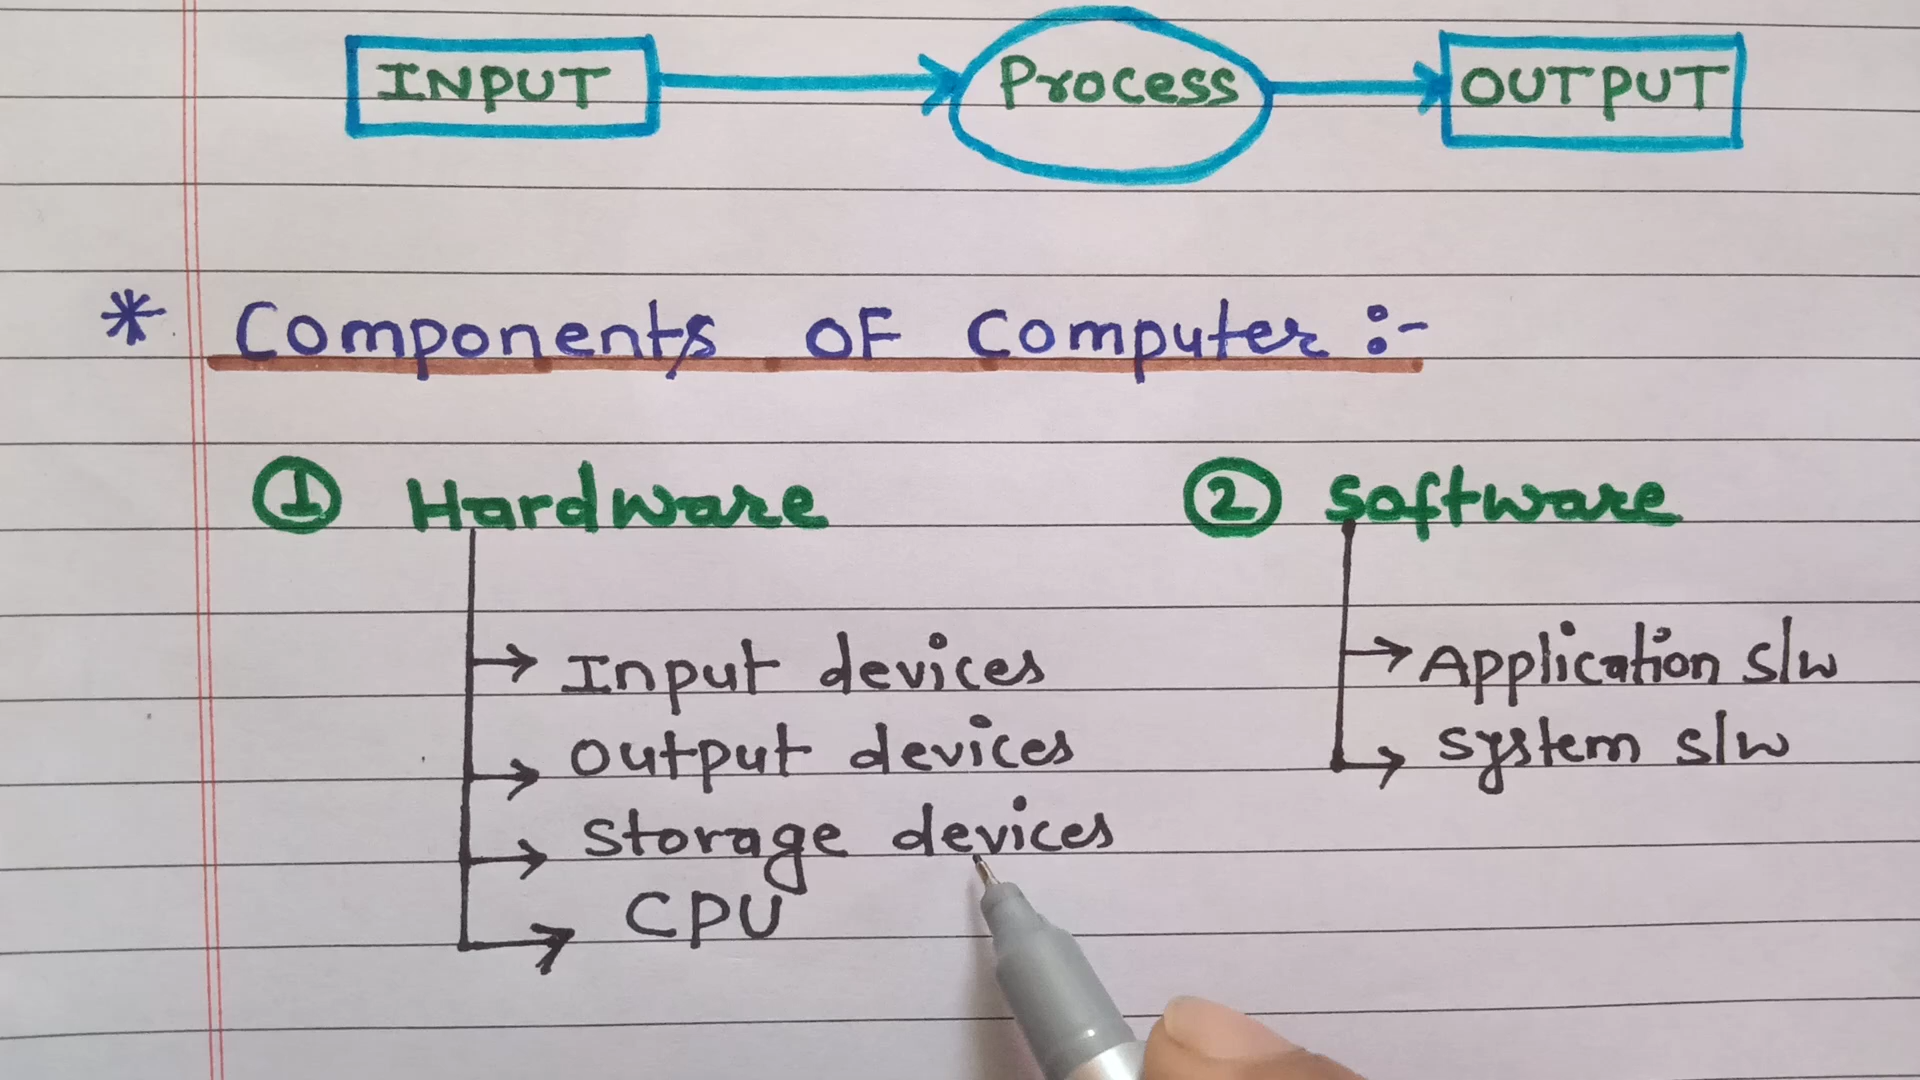 INPUT Process OUTPUT
* Components OF Computer :-
① Hardware ② Software
Input devices Application s/w
Output devices System s/w
Storage devices
CPU